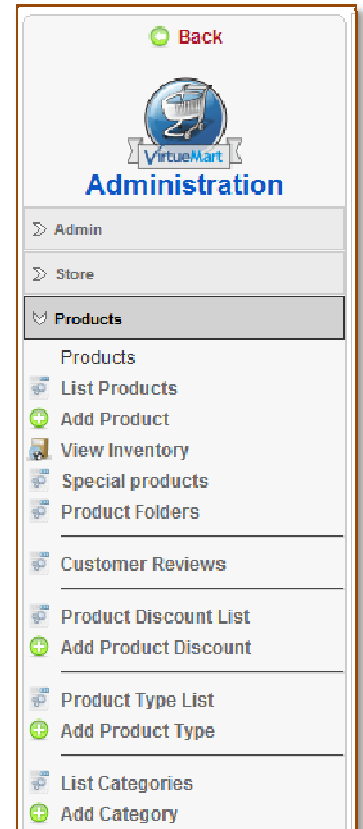 Back
VirtueMart
Administration
Admin
Store
Products
Products
List Products
Add Product
View Inventory
Special products
Product Folders
Customer Reviews
Product Discount List
Add Product Discount
Product Type List
Add Product Type
List Categories
Add Category